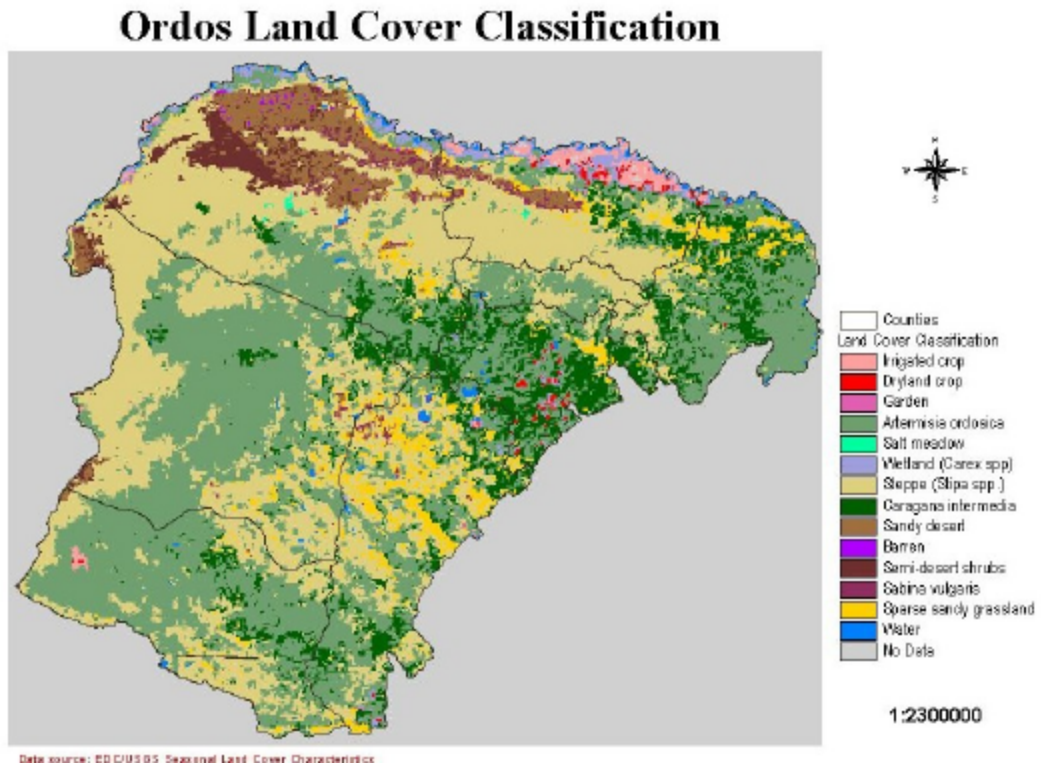 Ordos Land Cover Classification
N
W E
S
Counties
Land Cover Classification
Irrigated crop
Dryland crop
Garden
Artemisia ordosica
Salt meadow
Wetland (Carex spp)
Steppe (Stipa spp.)
Caragana intermedia
Sandy desert
Barren
Semi-desert shrubs
Sabina vulgaris
Sparse sandy grassland
Water
No Data
1:2300000
Data source: EDC/USGS Seasonal Land Cover Characteristics